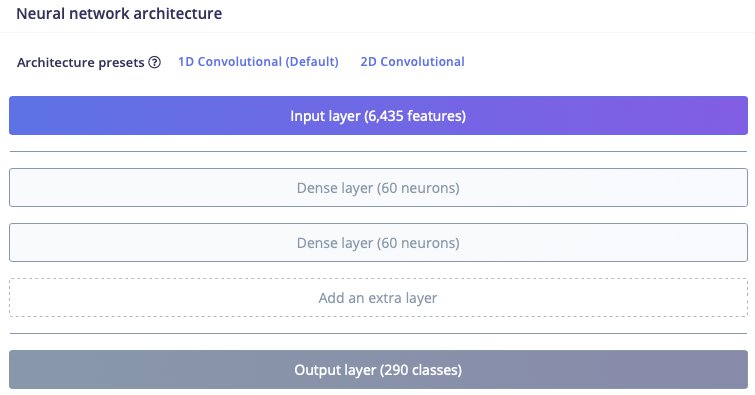 Neural network architecture
Architecture presets ? 1D Convolutional (Default) 2D Convolutional
Input layer (6,435 features)
Dense layer (60 neurons)
Dense layer (60 neurons)
Add an extra layer
Output layer (290 classes)